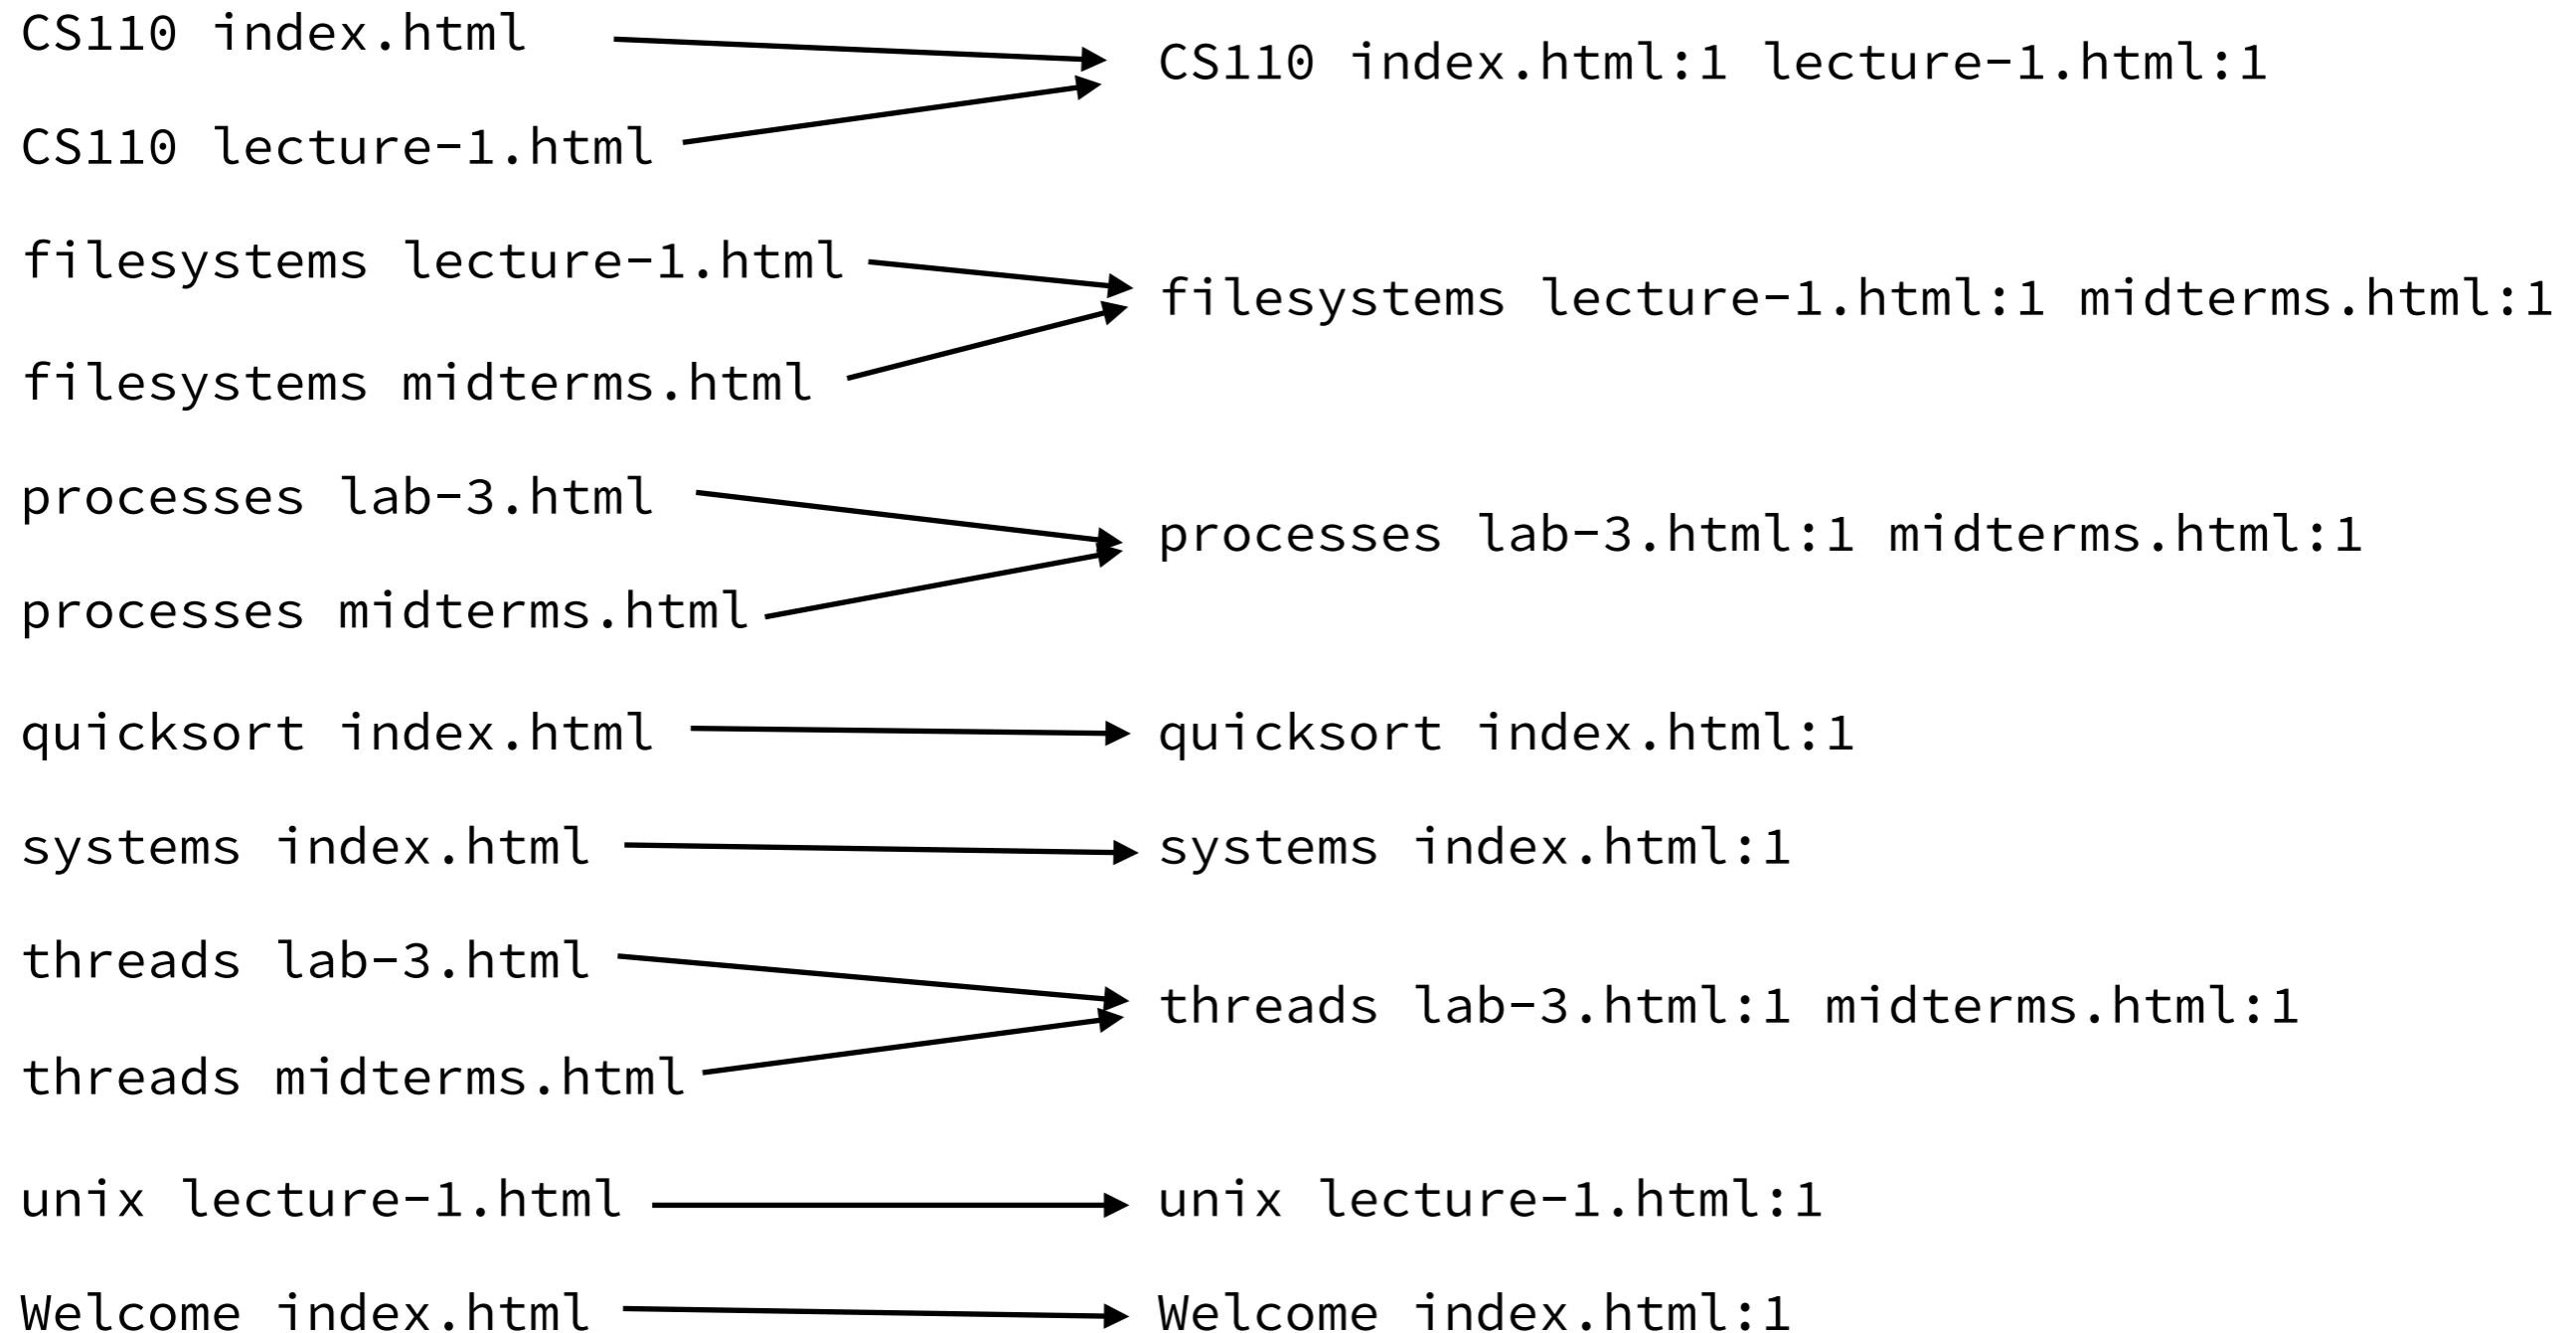 CS110 index.html
CS110 lecture-1.html
filesystems lecture-1.html
filesystems midterms.html
processes lab-3.html
processes midterms.html
quicksort index.html
systems index.html
threads lab-3.html
threads midterms.html
unix lecture-1.html
Welcome index.html
CS110 index.html:1 lecture-1.html:1
filesystems lecture-1.html:1 midterms.html:1
processes lab-3.html:1 midterms.html:1
quicksort index.html:1
systems index.html:1
threads lab-3.html:1 midterms.html:1
unix lecture-1.html:1
Welcome index.html:1